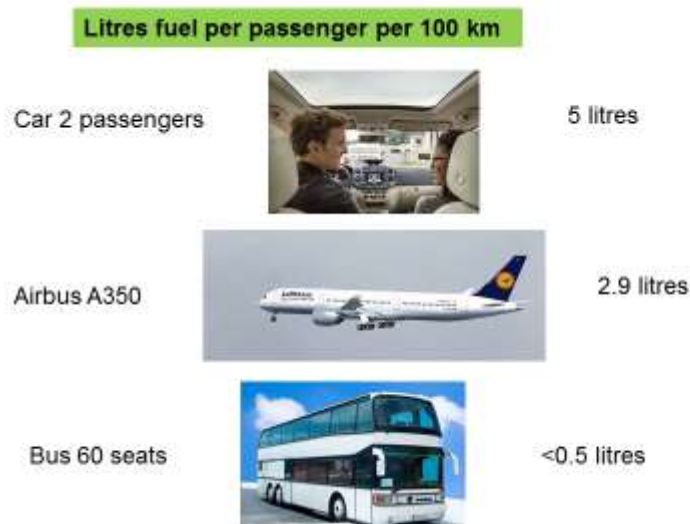 Litres fuel per passenger per 100 km
Car 2 passengers
5 litres
Airbus A350
2.9 litres
Lufthansa
Bus 60 seats
<0.5 litres